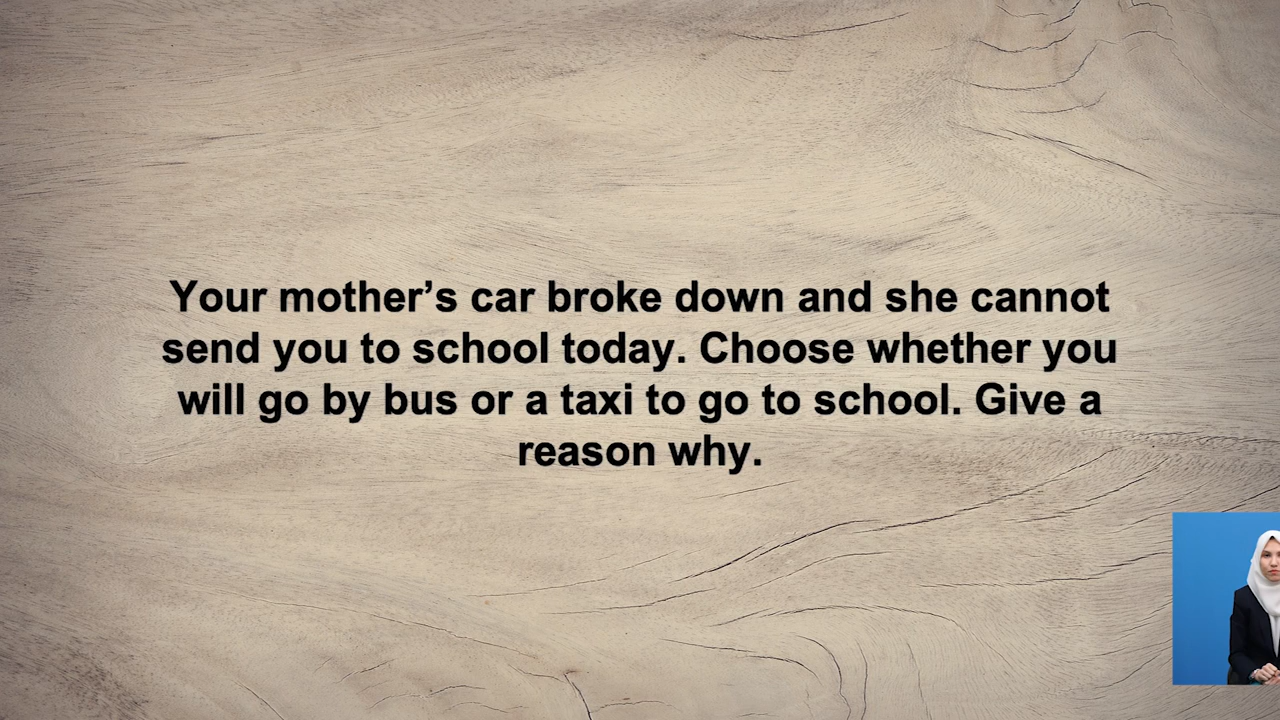 Your mother’s car broke down and she cannot
send you to school today. Choose whether you
will go by bus or a taxi to go to school. Give a
reason why.